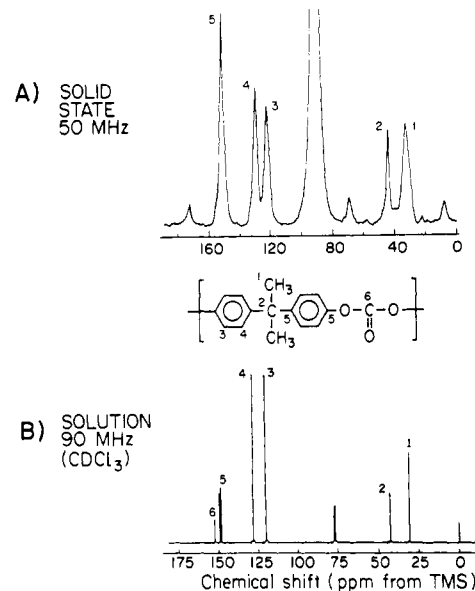 A) SOLID
STATE
50 MHz
5
4
3
2
1
160
120
80
40
0
1
CH3
2
C
5
O
6
C
O
5
3
4
CH3
O
B) SOLUTION
90 MHz
(CDCl3)
4
3
5
6
2
1
175
150
125
100
75
50
25
0
Chemical shift (ppm from TMS)